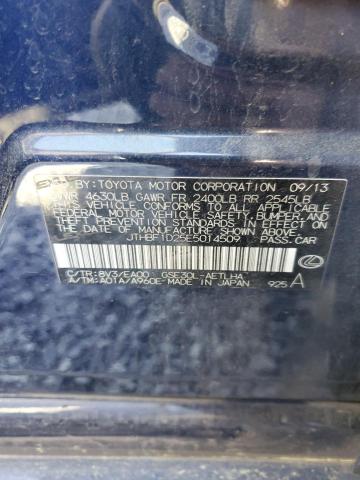 BY: TOYOTA MOTOR CORPORATION 09/13
GVWR 4630LB GAWR FR 2400LB RR 2545LB
THIS VEHICLE CONFORMS TO ALL APPLICABLE
FEDERAL MOTOR VEHICLE SAFETY, BUMPER, AND
THEFT PREVENTION STANDARDS IN EFFECT ON
THE DATE OF MANUFACTURE SHOWN ABOVE.
JTHBF1D25E5014509 PASS.CAR
C/TR: 8V3/EA00 GSE30L-AETLHA
A/TM: A01A/A960E-MADE IN JAPAN 925 A